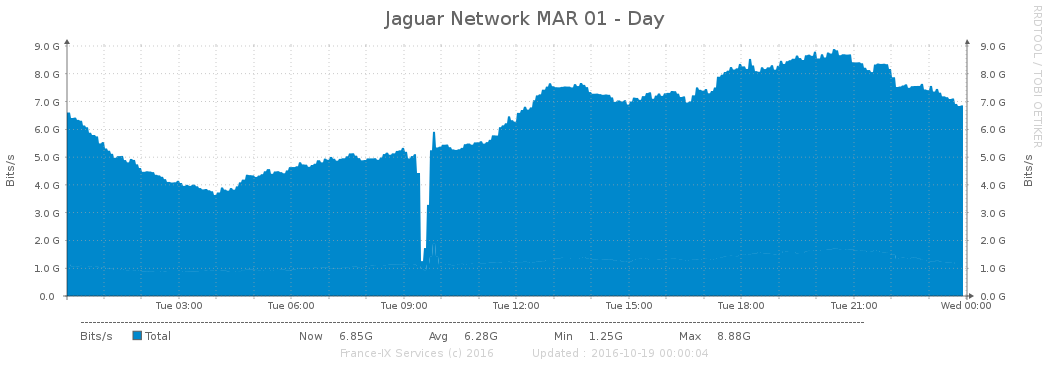 Jaguar Network MAR 01 - Day
RRDTOOL / TOBI OETIKER
9.0 G 9.0 G
8.0 G 8.0 G
7.0 G 7.0 G
6.0 G 6.0 G
5.0 G 5.0 G
4.0 G 4.0 G
3.0 G 3.0 G
2.0 G 2.0 G
1.0 G 1.0 G
0.0 0.0 G
Bits/s
Bits/s
Tue 03:00 Tue 06:00 Tue 09:00 Tue 12:00 Tue 15:00 Tue 18:00 Tue 21:00 Wed 00:00
Bits/s Total Now 6.85G Avg 6.28G Min 1.25G Max 8.88G
France-IX Services (c) 2016 Updated : 2016-10-19 00:00:04